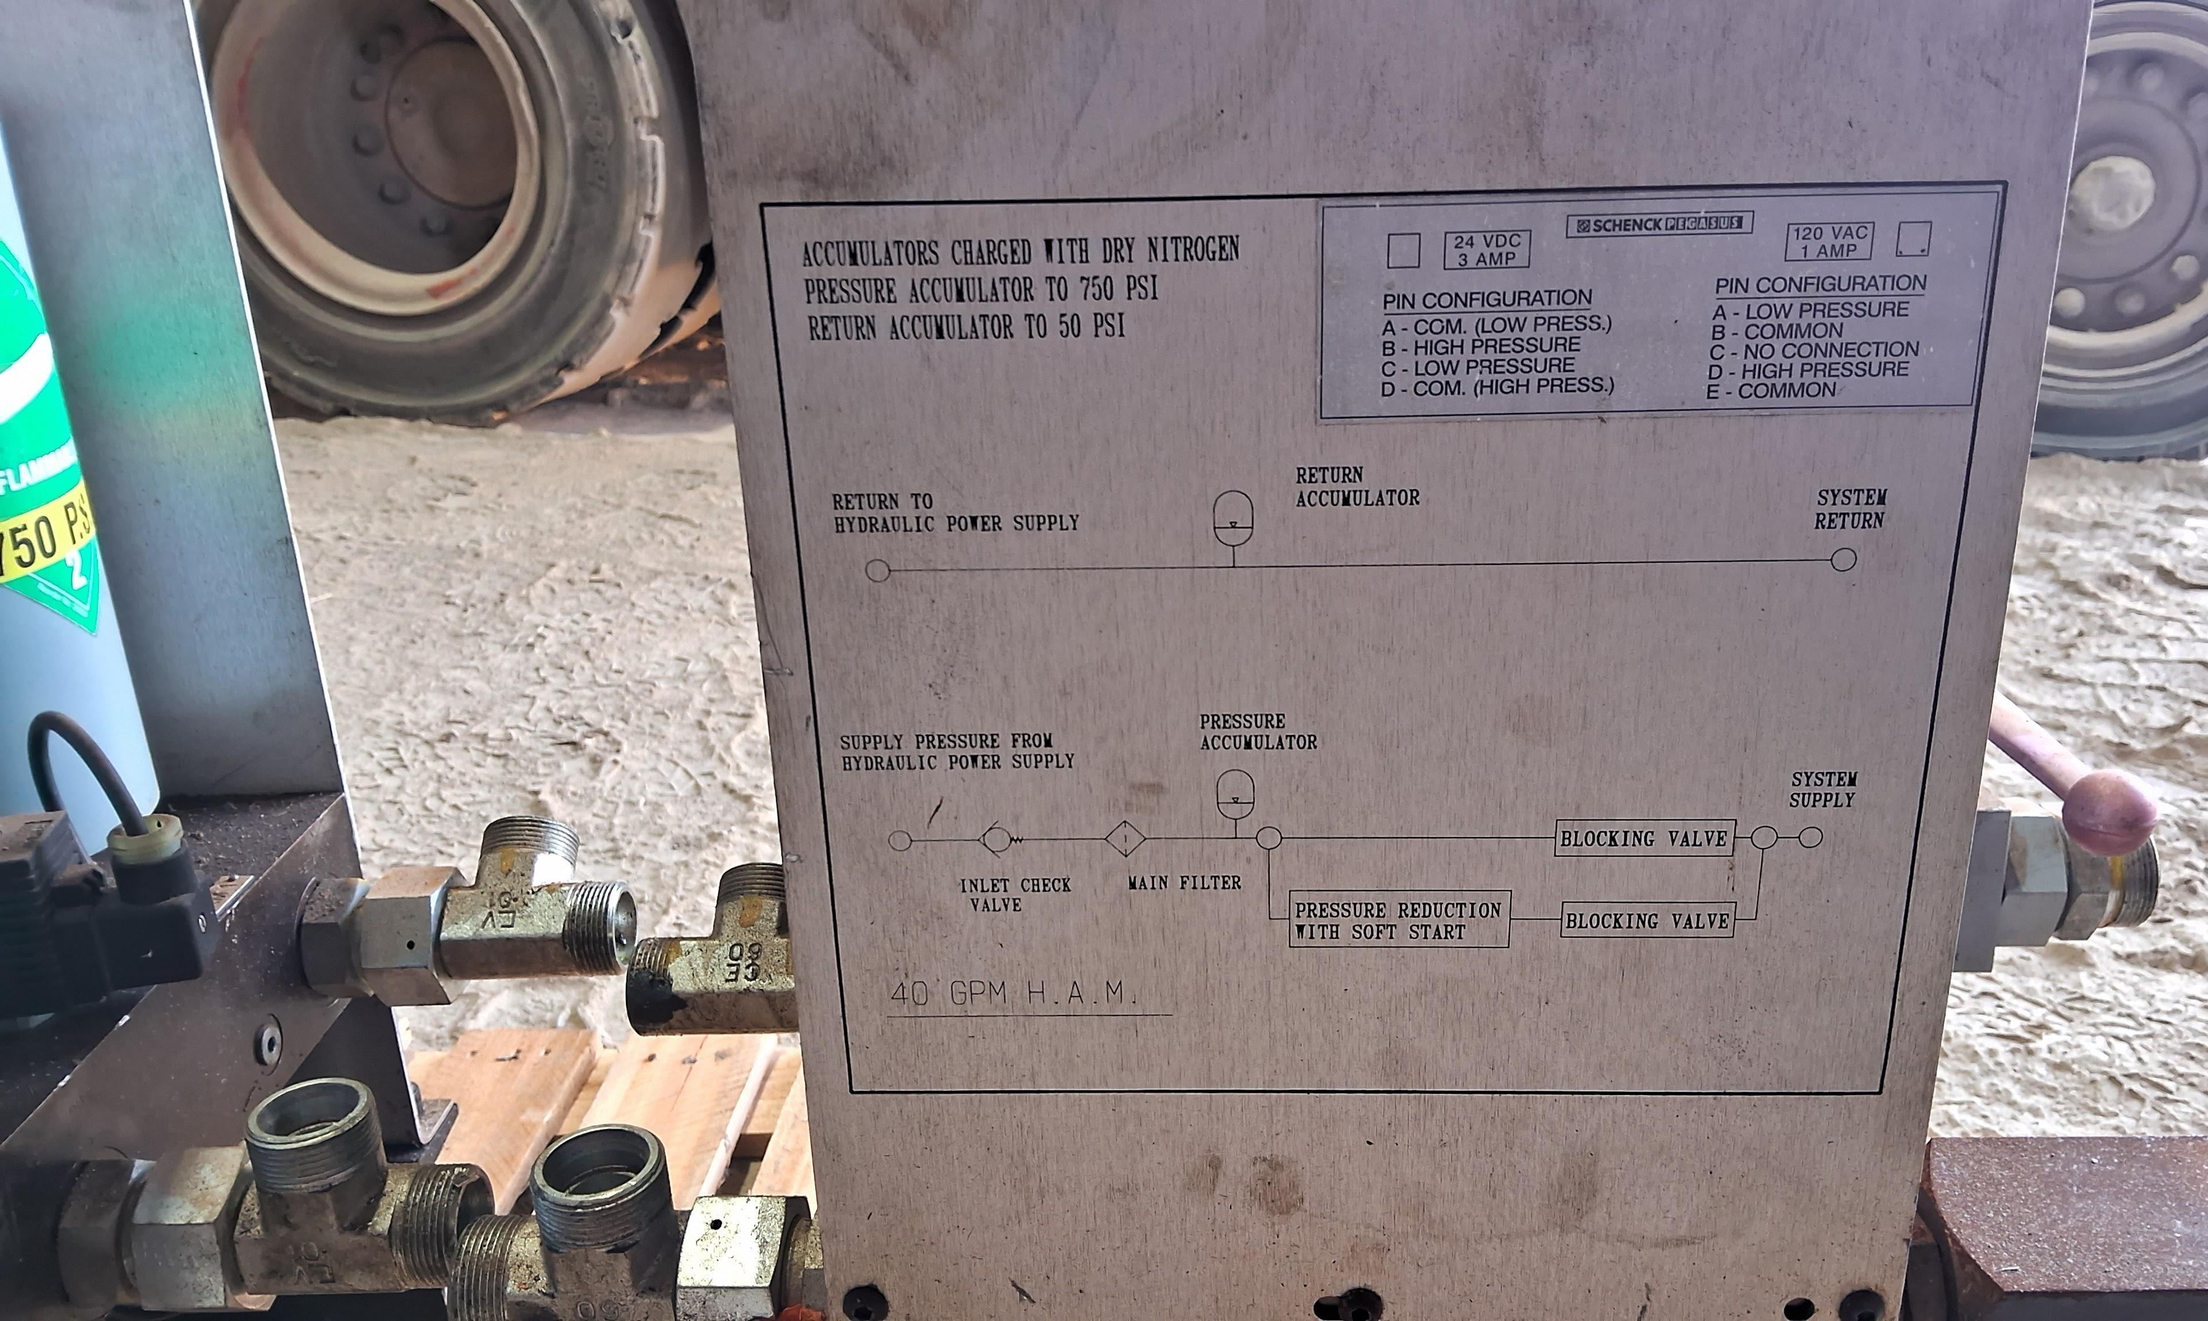 ACCUMULATORS CHARGED WITH DRY NITROGEN
PRESSURE ACCUMULATOR TO 750 PSI
RETURN ACCUMULATOR TO 50 PSI
SCHENCK PEGASUS
24 VDC
3 AMP
PIN CONFIGURATION
A - COM. (LOW PRESS.)
B - HIGH PRESSURE
C - LOW PRESSURE
D - COM. (HIGH PRESS.)
120 VAC
1 AMP
PIN CONFIGURATION
A - LOW PRESSURE
B - COMMON
C - NO CONNECTION
D - HIGH PRESSURE
E - COMMON
RETURN TO
HYDRAULIC POWER SUPPLY
RETURN
ACCUMULATOR
SYSTEM
RETURN
750 PS
2
SUPPLY PRESSURE FROM
HYDRAULIC POWER SUPPLY
PRESSURE
ACCUMULATOR
SYSTEM
SUPPLY
INLET CHECK
VALVE
MAIN FILTER
BLOCKING VALVE
PRESSURE REDUCTION
WITH SOFT START
BLOCKING VALVE
40 GPM H.A.M.